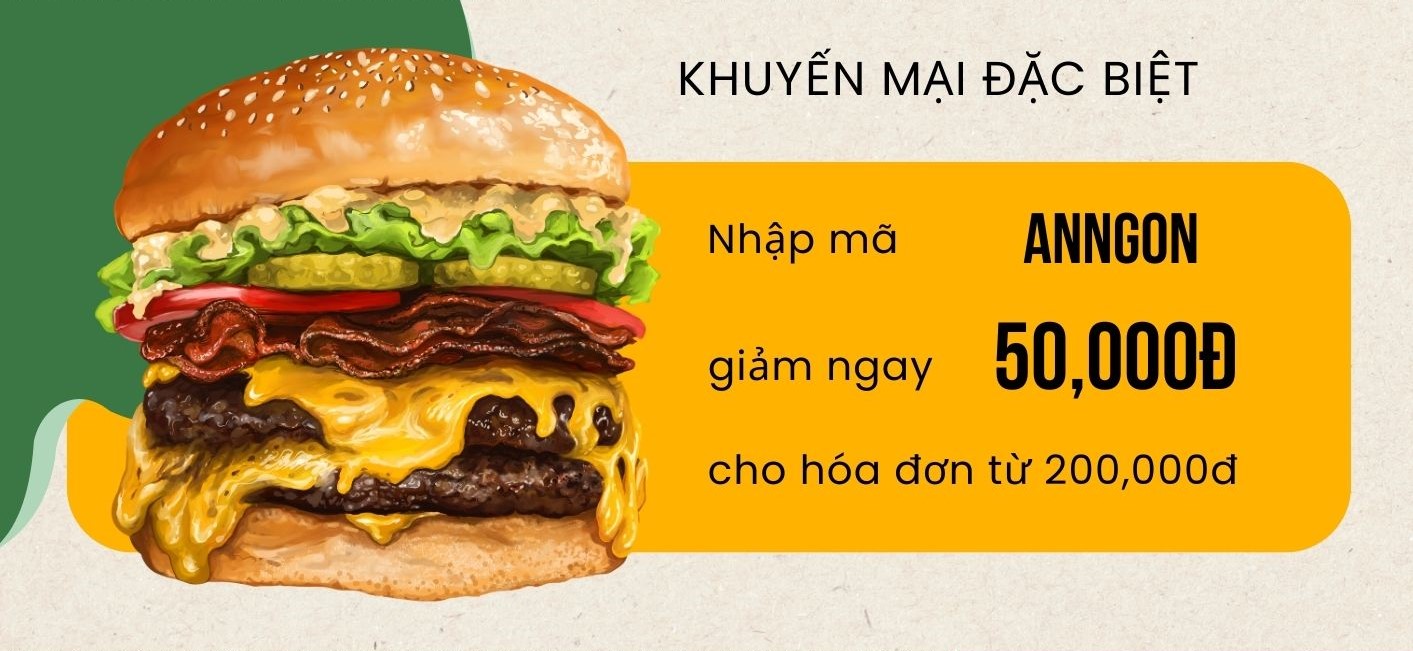 KHUYẾN MẠI ĐẶC BIỆT
Nhập mã ANNGON
giảm ngay 50,000Đ
cho hóa đơn từ 200,000đ